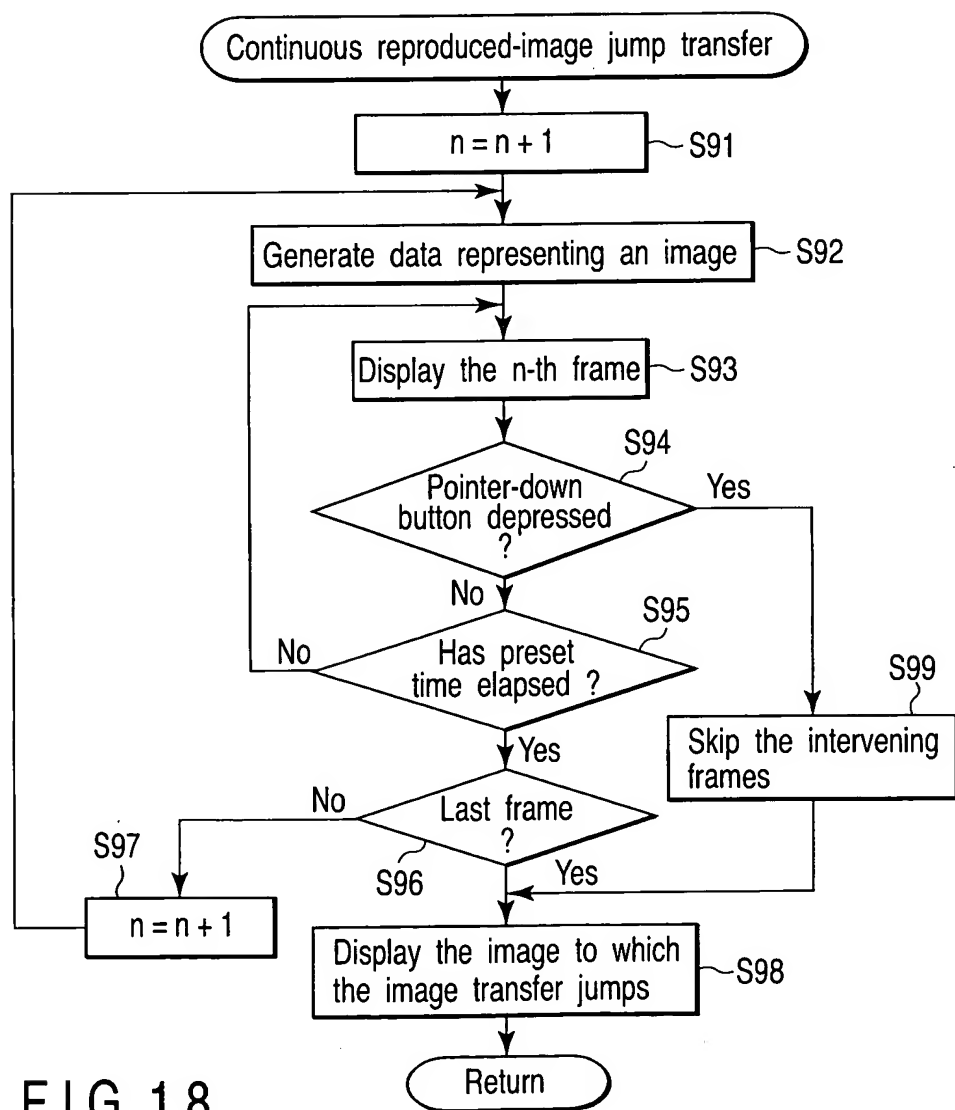 Continuous reproduced-image jump transfer
n = n + 1
S91
Generate data representing an image
S92
Display the n-th frame
S93
S94
Pointer-down
button depressed
?
Yes
No
S95
Has preset
time elapsed ?
No
Yes
S99
Skip the intervening
frames
Last frame
?
No
S96
Yes
S97
n = n + 1
Display the image to which
the image transfer jumps
S98
Return
FIG.18